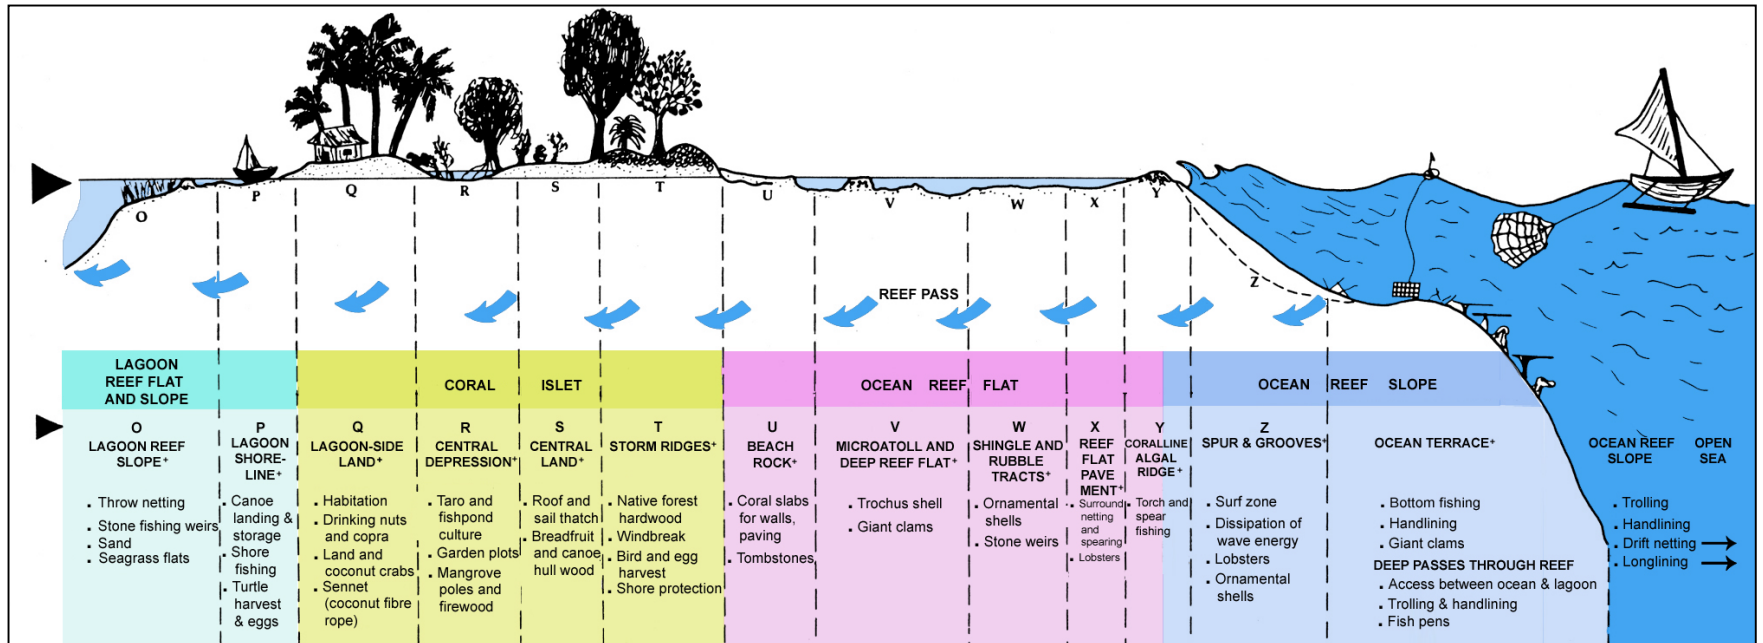 O
P
Q
R
S
T
U
V
W
X
Y
Z
REEF PASS
LAGOON
REEF FLAT
AND SLOPE
CORAL ISLET
OCEAN REEF FLAT
OCEAN REEF SLOPE
O
LAGOON REEF
SLOPE+
▪ Throw netting
▪ Stone fishing weirs
▪ Sand
▪ Seagrass flats
P
LAGOON
SHORE-
LINE+
▪ Canoe
landing &
storage
▪ Shore
fishing
▪ Turtle
harvest
& eggs
Q
LAGOON-SIDE
LAND+
▪ Habitation
▪ Drinking nuts
and copra
▪ Land and
coconut crabs
▪ Sennet
(coconut fibre
rope)
R
CENTRAL
DEPRESSION+
▪ Taro and
fishpond
culture
▪ Garden plots
▪ Mangrove
poles and
firewood
S
CENTRAL
LAND+
▪ Roof and
sail thatch
▪ Breadfruit
and canoe
hull wood
T
STORM RIDGES+
▪ Native forest
hardwood
▪ Windbreak
▪ Bird and egg
harvest
▪ Shore protection
U
BEACH
ROCK+
▪ Coral slabs
for walls,
paving
▪ Tombstones
V
MICROATOLL AND
DEEP REEF FLAT+
▪ Trochus shell
▪ Giant clams
W
SHINGLE AND
RUBBLE
TRACTS+
▪ Ornamental
shells
▪ Stone weirs
X
REEF
FLAT
PAVE
MENT+
▪ Surround
netting
and
spearing
▪ Lobsters
Y
CORALLINE
ALGAL
RIDGE+
▪ Torch and
spear
fishing
Z
SPUR & GROOVES+
▪ Surf zone
▪ Dissipation of
wave energy
▪ Lobsters
▪ Ornamental
shells
OCEAN TERRACE+
▪ Bottom fishing
▪ Handlining
▪ Giant clams
DEEP PASSES THROUGH REEF
▪ Access between ocean & lagoon
▪ Trolling & handlining
▪ Fish pens
OCEAN REEF
SLOPE
OPEN
SEA
▪ Trolling
▪ Handlining
▪ Drift netting
▪ Longlining